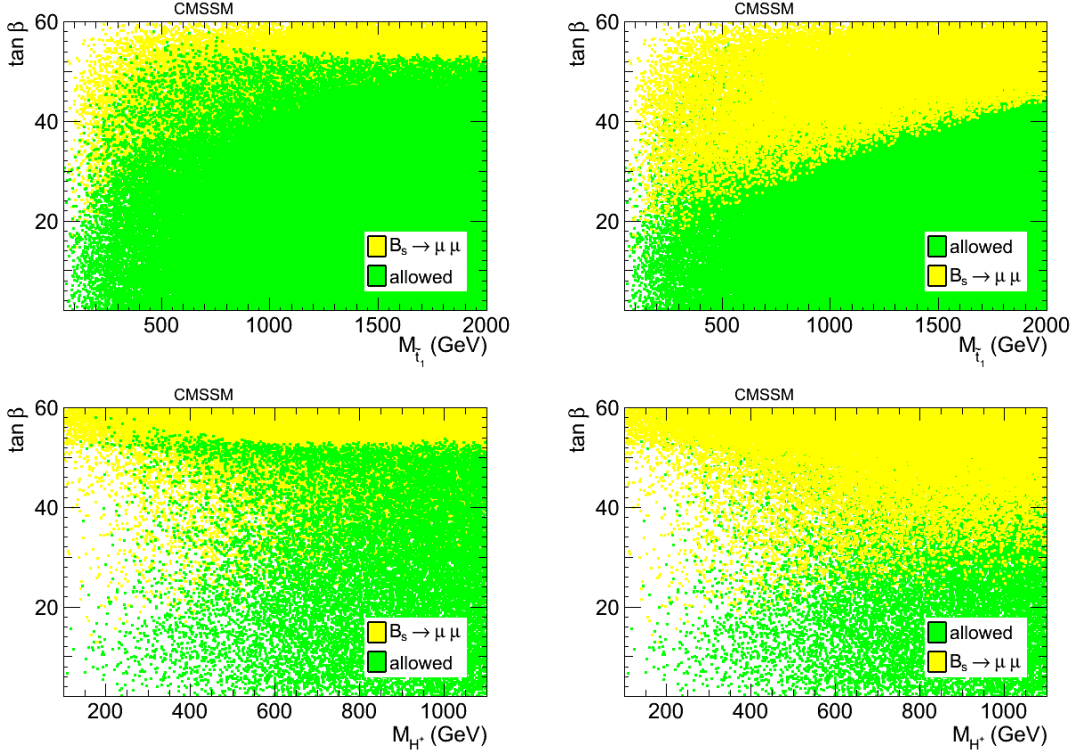 CMSSM
tan β
60
40
20
B_s → μ μ
allowed
500 1000 1500 2000
M_t̃₁ (GeV)
CMSSM
tan β
60
40
20
allowed
B_s → μ μ
500 1000 1500 2000
M_t̃₁ (GeV)
CMSSM
tan β
60
40
20
B_s → μ μ
allowed
200 400 600 800 1000
M_H⁺ (GeV)
CMSSM
tan β
60
40
20
allowed
B_s → μ μ
200 400 600 800 1000
M_H⁺ (GeV)